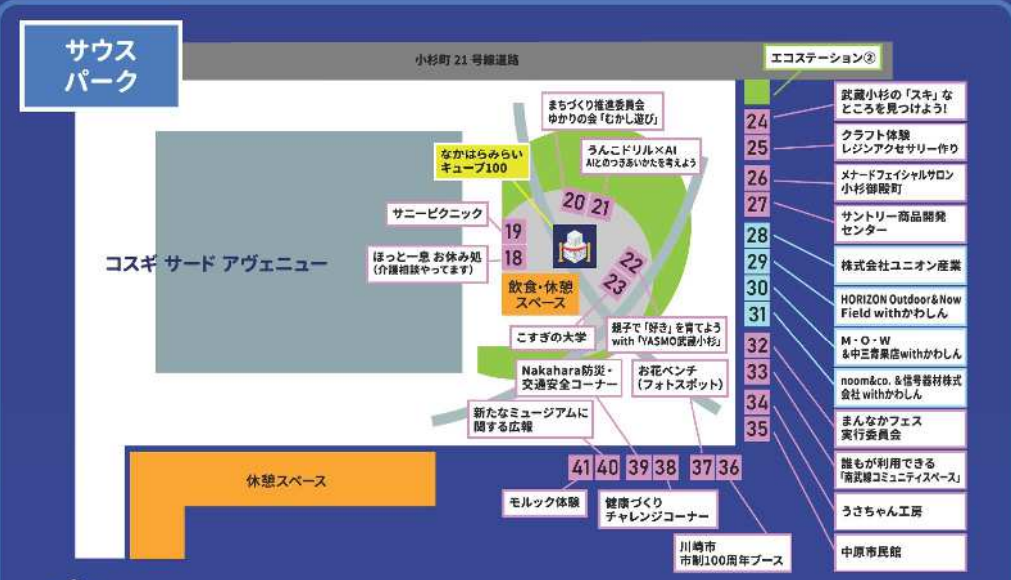 サウス
パーク
小杉町 21 号線道路
エコステーション②
まちづくり推進委員会
ゆかりの会「むかし遊び」
うんこドリル×AI
AIとのつきあいかたを考えよう
なかはらみらい
キューブ100
サニーピクニック
ほっと一息 お休み処
（介護相談やってます）
コスギ サード アヴェニュー
20
21
19
18
22
23
飲食・休憩
スペース
こすぎの大学
親子で「好き」を育てよう
with「YASMO武蔵小杉」
Nakahara防災・
交通安全コーナー
お花ベンチ
（フォトスポット）
新たなミュージアムに
関する広報
41
40
39
38
37
36
モルック体験
健康づくり
チャレンジコーナー
川崎市
市制100周年ブース
休憩スペース
24
武蔵小杉の「スキ」な
ところを見つけよう!
25
クラフト体験
レジンアクセサリー作り
26
メナードフェイシャルサロン
小杉御殿町
27
サントリー商品開発
センター
28
株式会社ユニオン産業
29
HORIZON Outdoor&Now
Field withかわしん
30
M・O・W
&中三青果店withかわしん
31
noom&co. &信号器材株式
会社 withかわしん
32
まんなかフェス
実行委員会
33
誰もが利用できる
「南武線コミュニティスペース」
34
うさちゃん工房
35
中原市民館